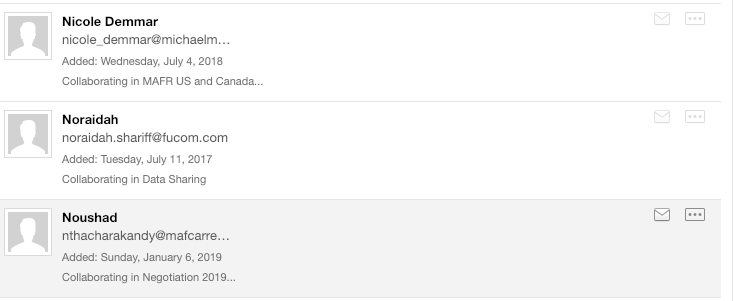 Nicole Demmar
nicole_demmar@michaelm...
Added: Wednesday, July 4, 2018
Collaborating in MAFR US and Canada...
Noraidah
noraidah.shariff@fucom.com
Added: Tuesday, July 11, 2017
Collaborating in Data Sharing
Noushad
nthacharakandy@mafcarre...
Added: Sunday, January 6, 2019
Collaborating in Negotiation 2019...